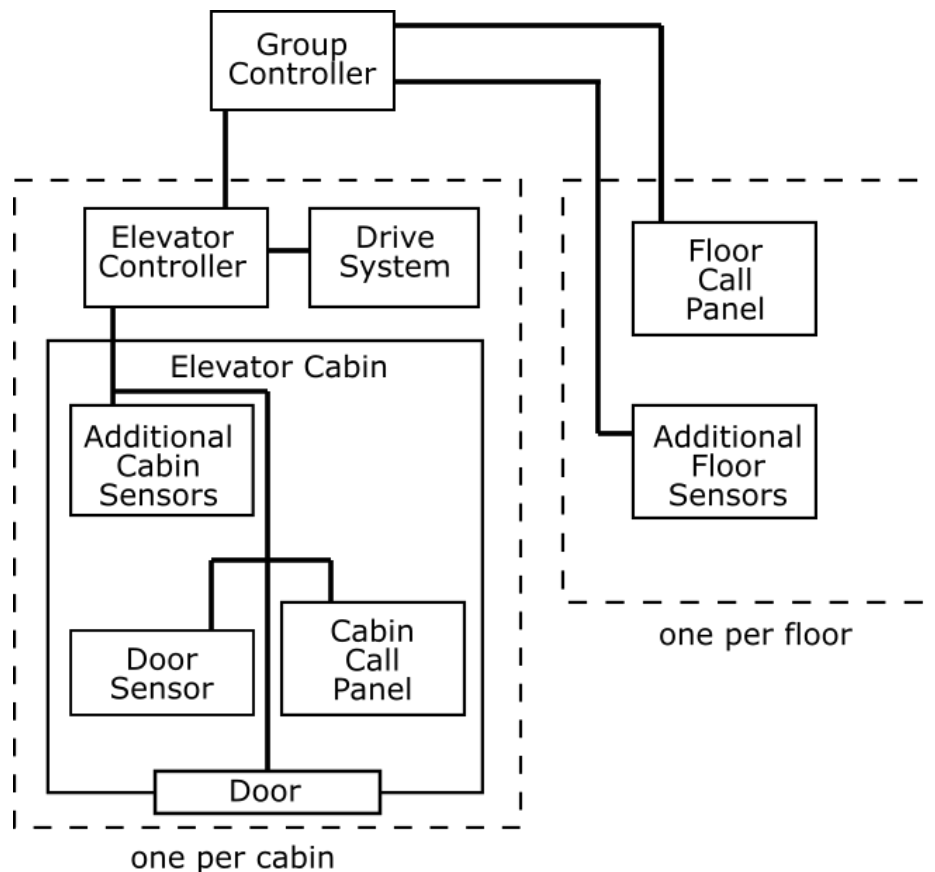 Group
Controller
Elevator
Controller
Drive
System
Floor
Call
Panel
Elevator Cabin
Additional
Cabin
Sensors
Additional
Floor
Sensors
Door
Sensor
Cabin
Call
Panel
one per floor
Door
one per cabin